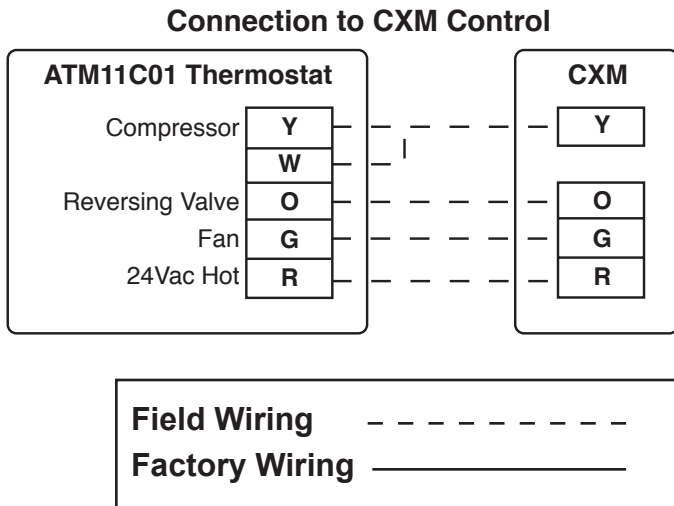 Connection to CXM Control
ATM11C01 Thermostat
CXM
Compressor Y Y
W
Reversing Valve O O
Fan G G
24Vac Hot R R
Field Wiring
Factory Wiring